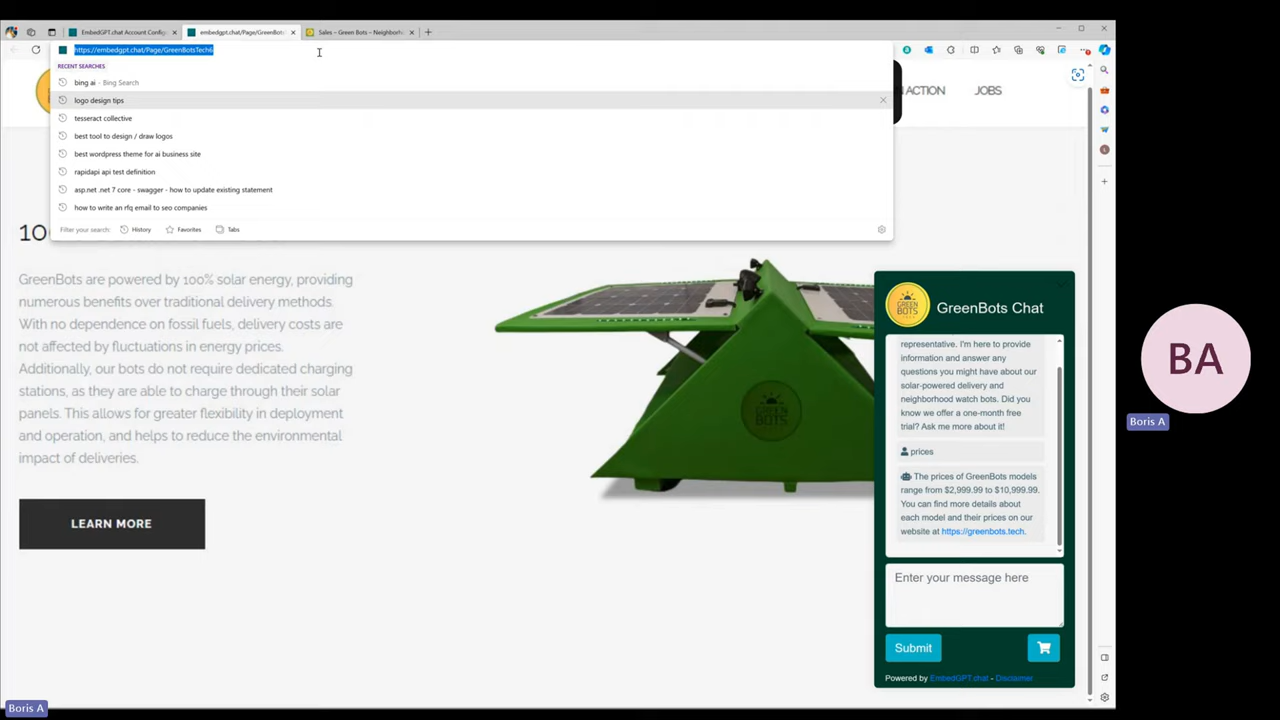 EmbedGPT.chat Account Config
embedgpt.chat/Page/GreenBots
Sales – Green Bots – Neighborh
https://embedgpt.chat/Page/GreenBotsTech6
RECENT SEARCHES
bing ai - Bing Search
logo design tips
tesseract collective
best tool to design / draw logos
best wordpress theme for ai business site
rapidapi api test definition
asp.net .net 7 core - swagger - how to update existing statement
how to write an rfq email to seo companies
Filter your search:
History
Favorites
Tabs
N ACTION
JOBS
10
GreenBots are powered by 100% solar energy, providing
numerous benefits over traditional delivery methods.
With no dependence on fossil fuels, delivery costs are
not affected by fluctuations in energy prices.
Additionally, our bots do not require dedicated charging
stations, as they are able to charge through their solar
panels. This allows for greater flexibility in deployment
and operation, and helps to reduce the environmental
impact of deliveries.
LEARN MORE
GREEN
BOTS
GREEN
BOTS
GreenBots Chat
representative. I'm here to provide
information and answer any
questions you might have about our
solar-powered delivery and
neighborhood watch bots. Did you
know we offer a one-month free
trial? Ask me more about it!
prices
The prices of GreenBots models
range from $2,999.99 to $10,999.99.
You can find more details about
each model and their prices on our
website at https://greenbots.tech.
Enter your message here
Submit
Powered by EmbedGPT.chat - Disclaimer
BA
Boris A
Boris A